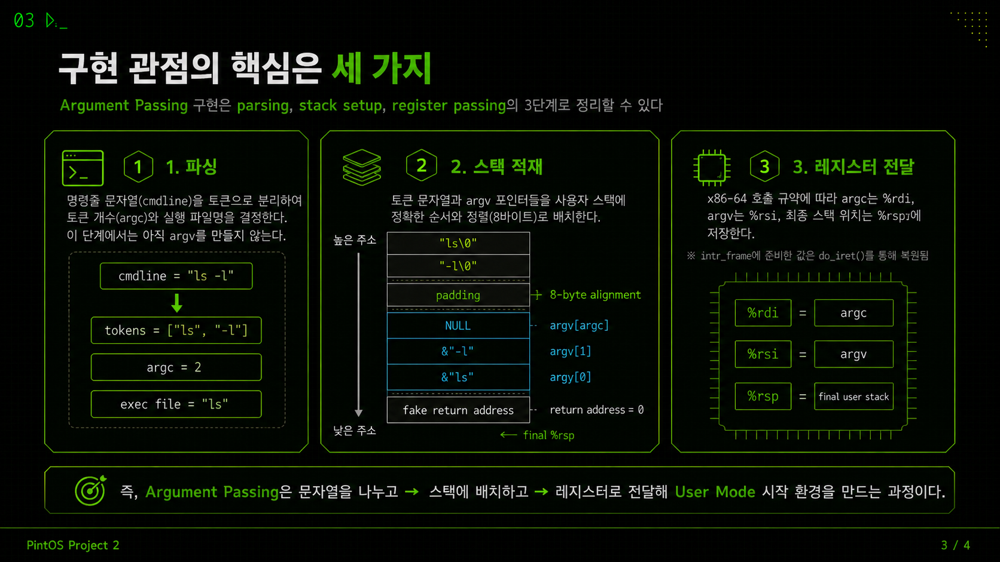 03 ▷:_
구현 관점의 핵심은 세 가지
Argument Passing 구현은 parsing, stack setup, register passing의 3단계로 정리할 수 있다
1 1. 파싱
명령줄 문자열(cmdline)을 토큰으로 분리하여
토큰 개수(argc)와 실행 파일명을 결정한다.
이 단계에서는 아직 argv를 만들지 않는다.
cmdline = "ls -l"
tokens = ["ls", "-l"]
argc = 2
exec file = "ls"
2 2. 스택 적재
토큰 문자열과 argv 포인터들을 사용자 스택에
정확한 순서와 정렬(8바이트)로 배치한다.
높은 주소
"ls\0"
"-l\0"
padding 8-byte alignment
NULL argv[argc]
&"-l" argv[1]
&"ls" argy[0]
fake return address return address = 0
낮은 주소
← final %rsp
3 3. 레지스터 전달
x86-64 호출 규약에 따라 argc는 %rdi,
argv는 %rsi, 최종 스택 위치는 %rsp에
저장한다.
※ intr_frame에 준비한 값은 do_iret()를 통해 복원됨
%rdi = argc
%rsi = argv
%rsp = final user stack
즉, Argument Passing은 문자열을 나누고 → 스택에 배치하고 → 레지스터로 전달해 User Mode 시작 환경을 만드는 과정이다.
PintOS Project 2
3 / 4